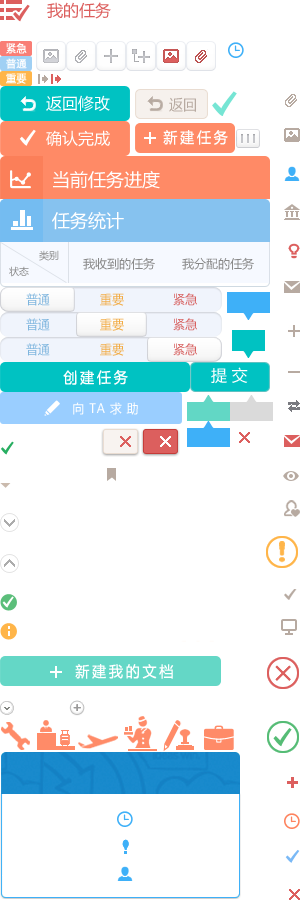 我的任务
紧急
普通
重要
返回修改
返回
确认完成
新建任务
当前任务进度
任务统计
类别
状态
我收到的任务
我分配的任务
普通 重要 紧急
普通 重要 紧急
普通 重要 紧急
创建任务
提交
向 TA 求助
新建我的文档